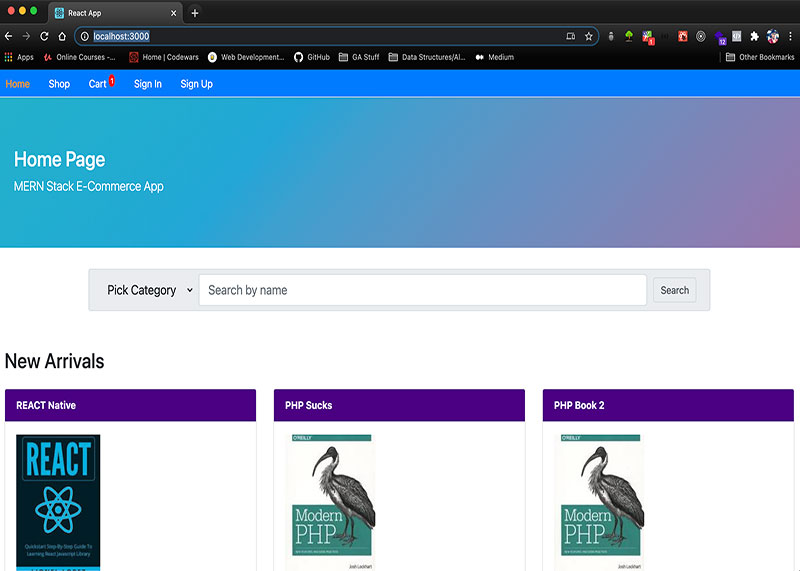 React App
localhost:3000
Apps
Online Courses -...
Home | Codewars
Web Development...
GitHub
GA Stuff
Data Structures/Al...
Medium
Other Bookmarks
1
12
Home
Shop
Cart 1
Sign In
Sign Up
Home Page
MERN Stack E-Commerce App
Pick Category
Search by name
Search
New Arrivals
REACT Native
PHP Sucks
PHP Book 2
REACT
Quickstart Step-By-Step Guide To
Learning React Javascript Library
O'REILLY
Modern
PHP
Josh Lockhart
O'REILLY
Modern
PHP
Josh Lockhart